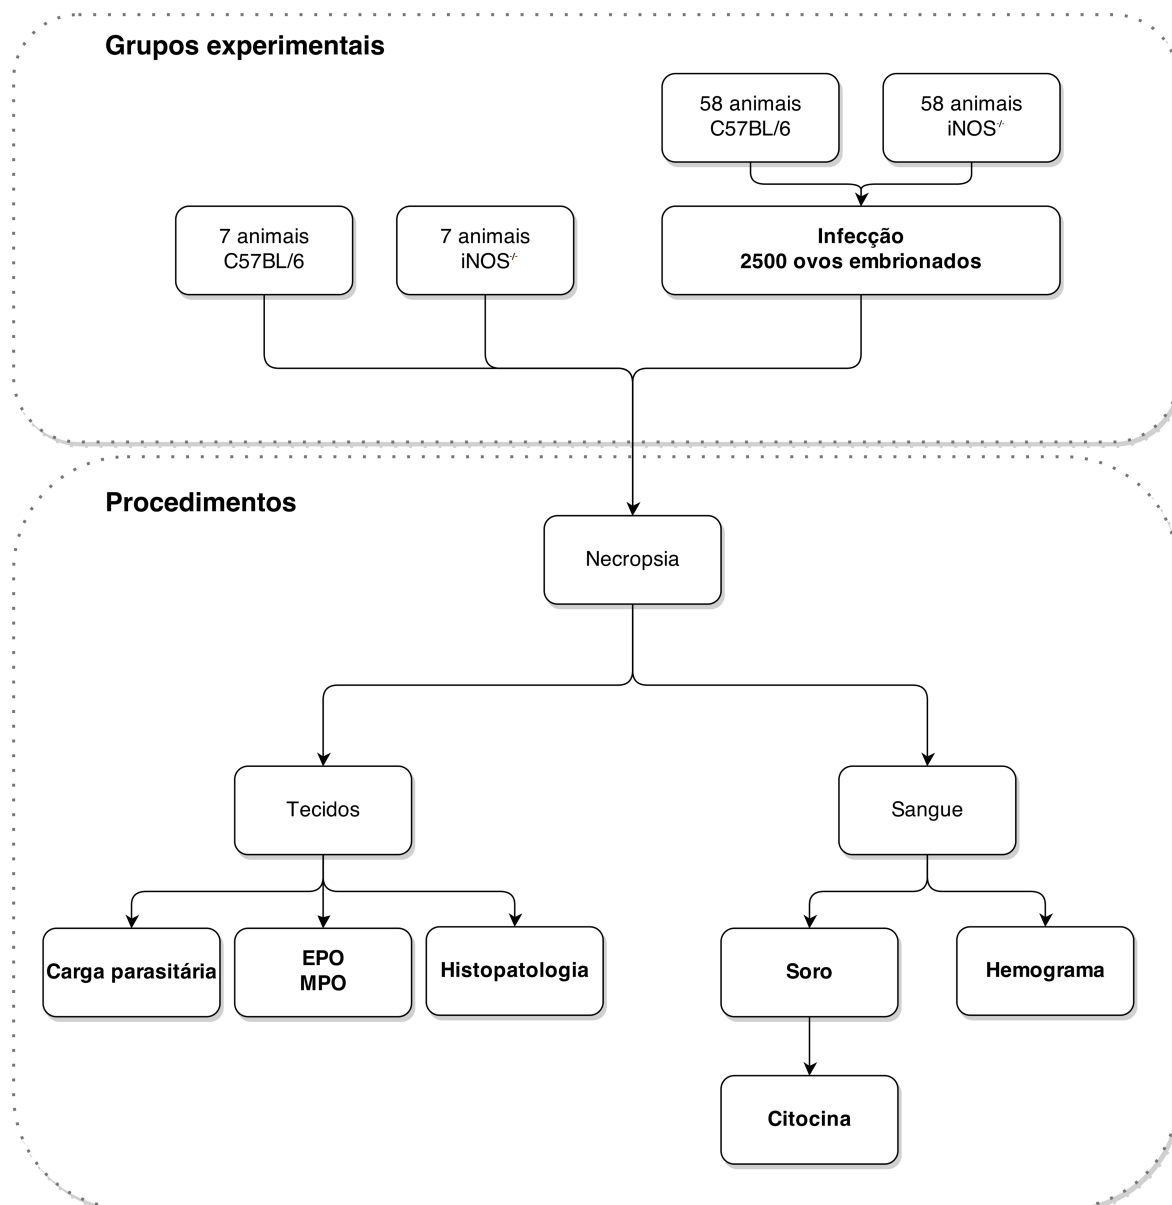 Grupos experimentais
58 animais
C57BL/6
58 animais
iNOS-/-
7 animais
C57BL/6
7 animais
iNOS-/-
Infecção
2500 ovos embrionados
Procedimentos
Necropsia
Tecidos
Sangue
Carga parasitária
EPO
MPO
Histopatologia
Soro
Hemograma
Citocina